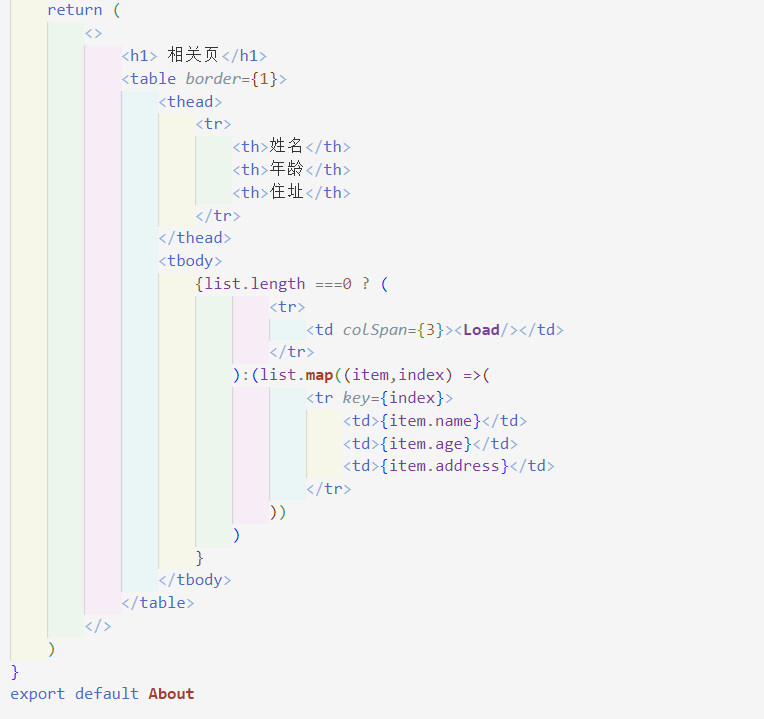 return (
<>
<h1> 相关页</h1>
<table border={1}>
<thead>
<tr>
<th>姓名</th>
<th>年龄</th>
<th>住址</th>
</tr>
</thead>
<tbody>
{list.length ===0 ? (
<tr>
<td colSpan={3}><Load/></td>
</tr>
):(list.map((item,index) =>(
<tr key={index}>
<td>{item.name}</td>
<td>{item.age}</td>
<td>{item.address}</td>
</tr>
))
)
}
</tbody>
</table>
</>
)
}
export default About